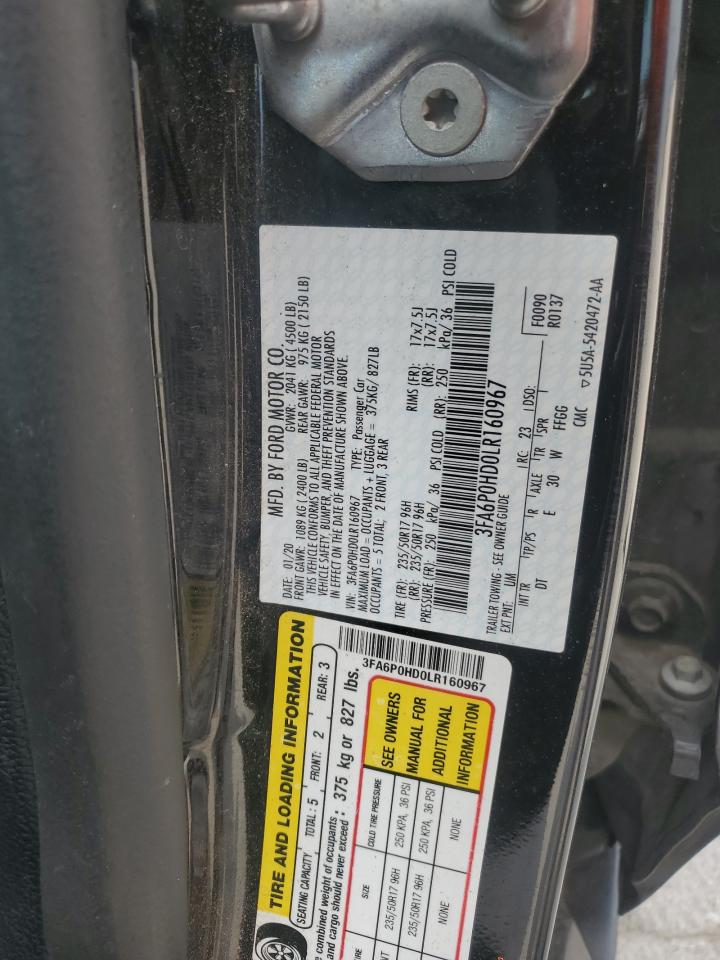 MFD. BY FORD MOTOR CO.
DATE: 01/20 GVWR: 2041 KG ( 4500 LB)
FRONT GAWR: 1089 KG (2400 LB) REAR GAWR: 975 KG ( 2150 LB)
THIS VEHICLE CONFORMS TO ALL APPLICABLE FEDERAL MOTOR
VEHICLE SAFETY, BUMPER, AND THEFT PREVENTION STANDARDS
IN EFFECT ON THE DATE OF MANUFACTURE SHOWN ABOVE.
VIN: 3FA6P0HD0LR160967 TYPE: Passenger Car
MAXIMUM LOAD = OCCUPANTS + LUGGAGE = 375KG/ 827LB
OCCUPANTS = 5 TOTAL; 2 FRONT, 3 REAR
TIRE (FR): 235/50R17 96H RIMS (FR): 17x7.5J
(RR): 235/50R17 96H (RR): 17x7.5J
PRESSURE (FR): 250 kPa/ 36 PSI COLD (RR): 250 kPa/ 36 PSI COLD
3FA6P0HD0LR160967
TRAILER TOWING - SEE OWNER GUIDE
EXT PNT: UM RC: 23 DSO: F0090
R0137
INT TR TP/PS R AXLE TR SPR
DT E 30 W FFGG
CMC ▽5U5A-5420472-AA
TIRE AND LOADING INFORMATION
SEATING CAPACITY TOTAL: 5 FRONT: 2 REAR: 3
combined weight of occupants
and cargo should never exceed: 375 kg or 827 lbs.
3FA6P0HD0LR160967
SIZE COLD TIRE PRESSURE
235/50R17 96H 250 KPA, 36 PSI
235/50R17 96H 250 KPA, 36 PSI
NONE NONE
SEE OWNERS
MANUAL FOR
ADDITIONAL
INFORMATION